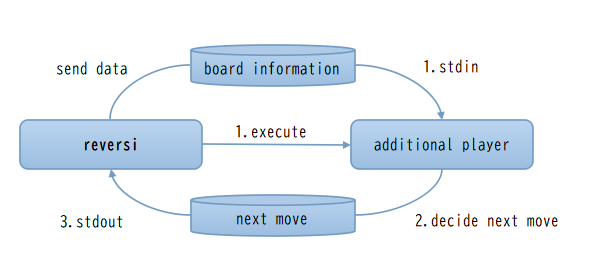 send data
board information
1.stdin
reversi
1.execute
additional player
3.stdout
next move
2.decide next move